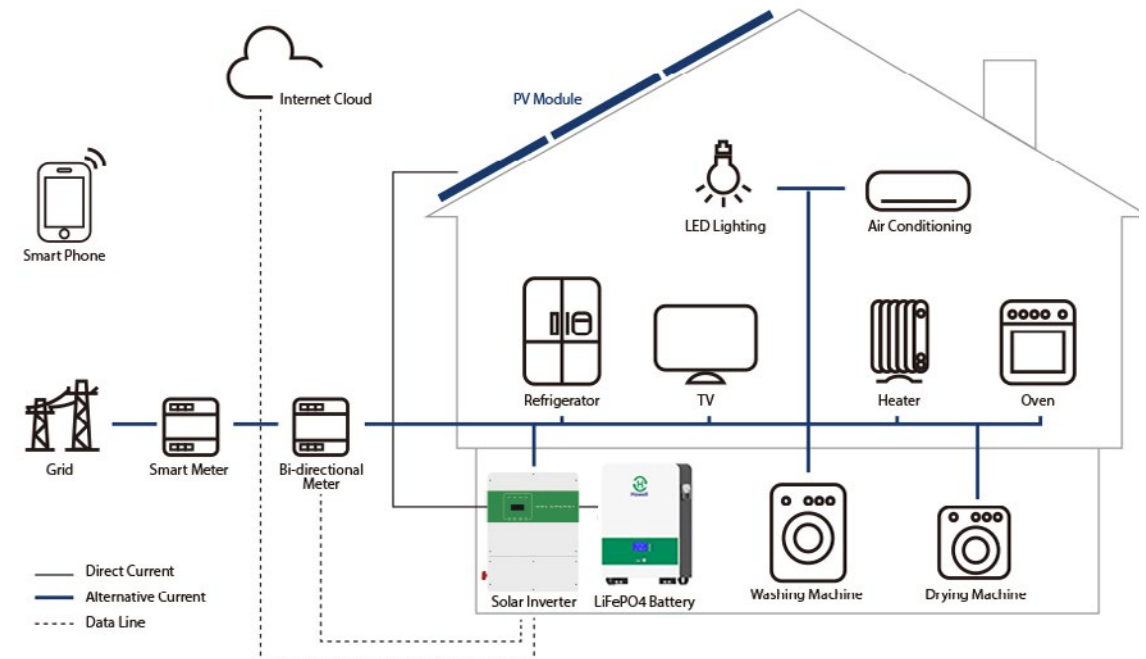 Internet Cloud
PV Module
LED Lighting
Air Conditioning
Smart Phone
Refrigerator
TV
Heater
Oven
Grid
Smart Meter
Bi-directional
Meter
H
Direct Current
Alternative Current
Data Line
Solar Inverter
LiFePO4 Battery
Washing Machine
Drying Machine